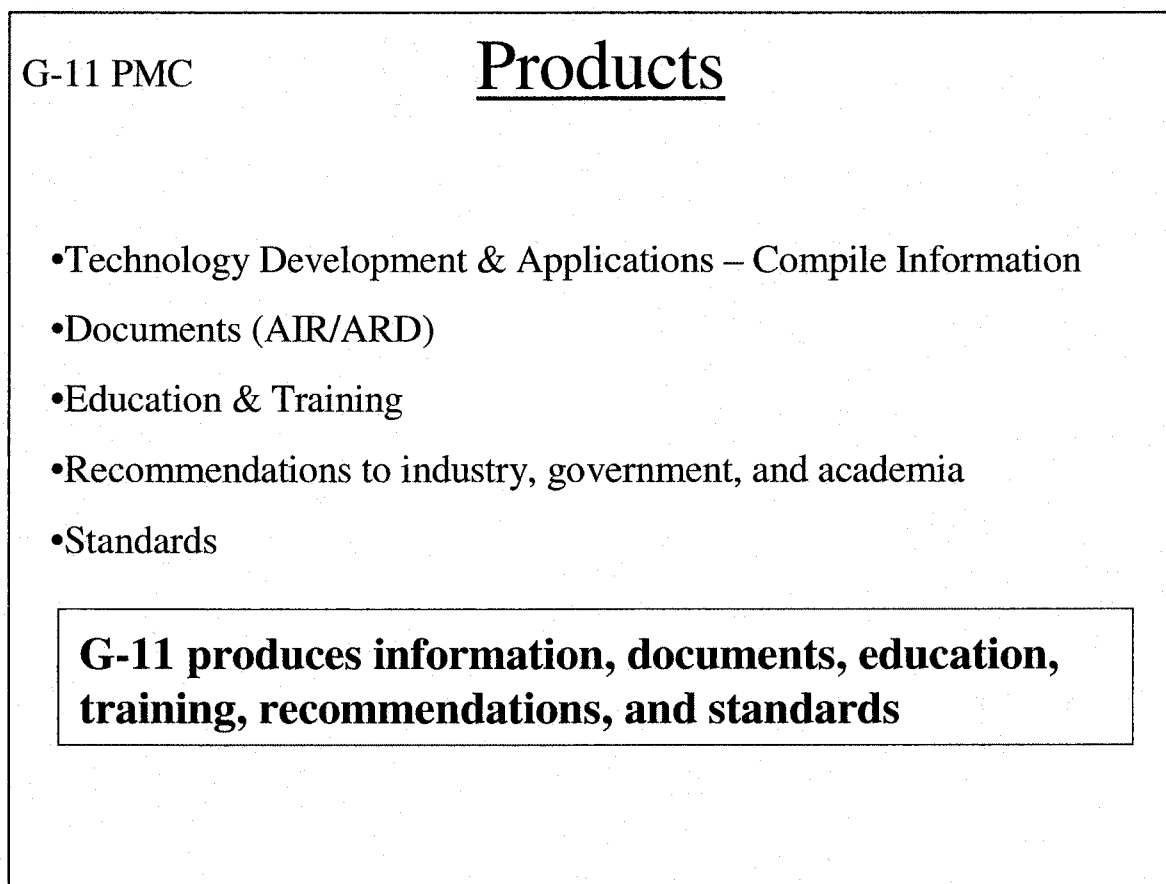 G-11 PMC
Products
•Technology Development & Applications – Compile Information
•Documents (AIR/ARD)
•Education & Training
•Recommendations to industry, government, and academia
•Standards
G-11 produces information, documents, education,
training, recommendations, and standards